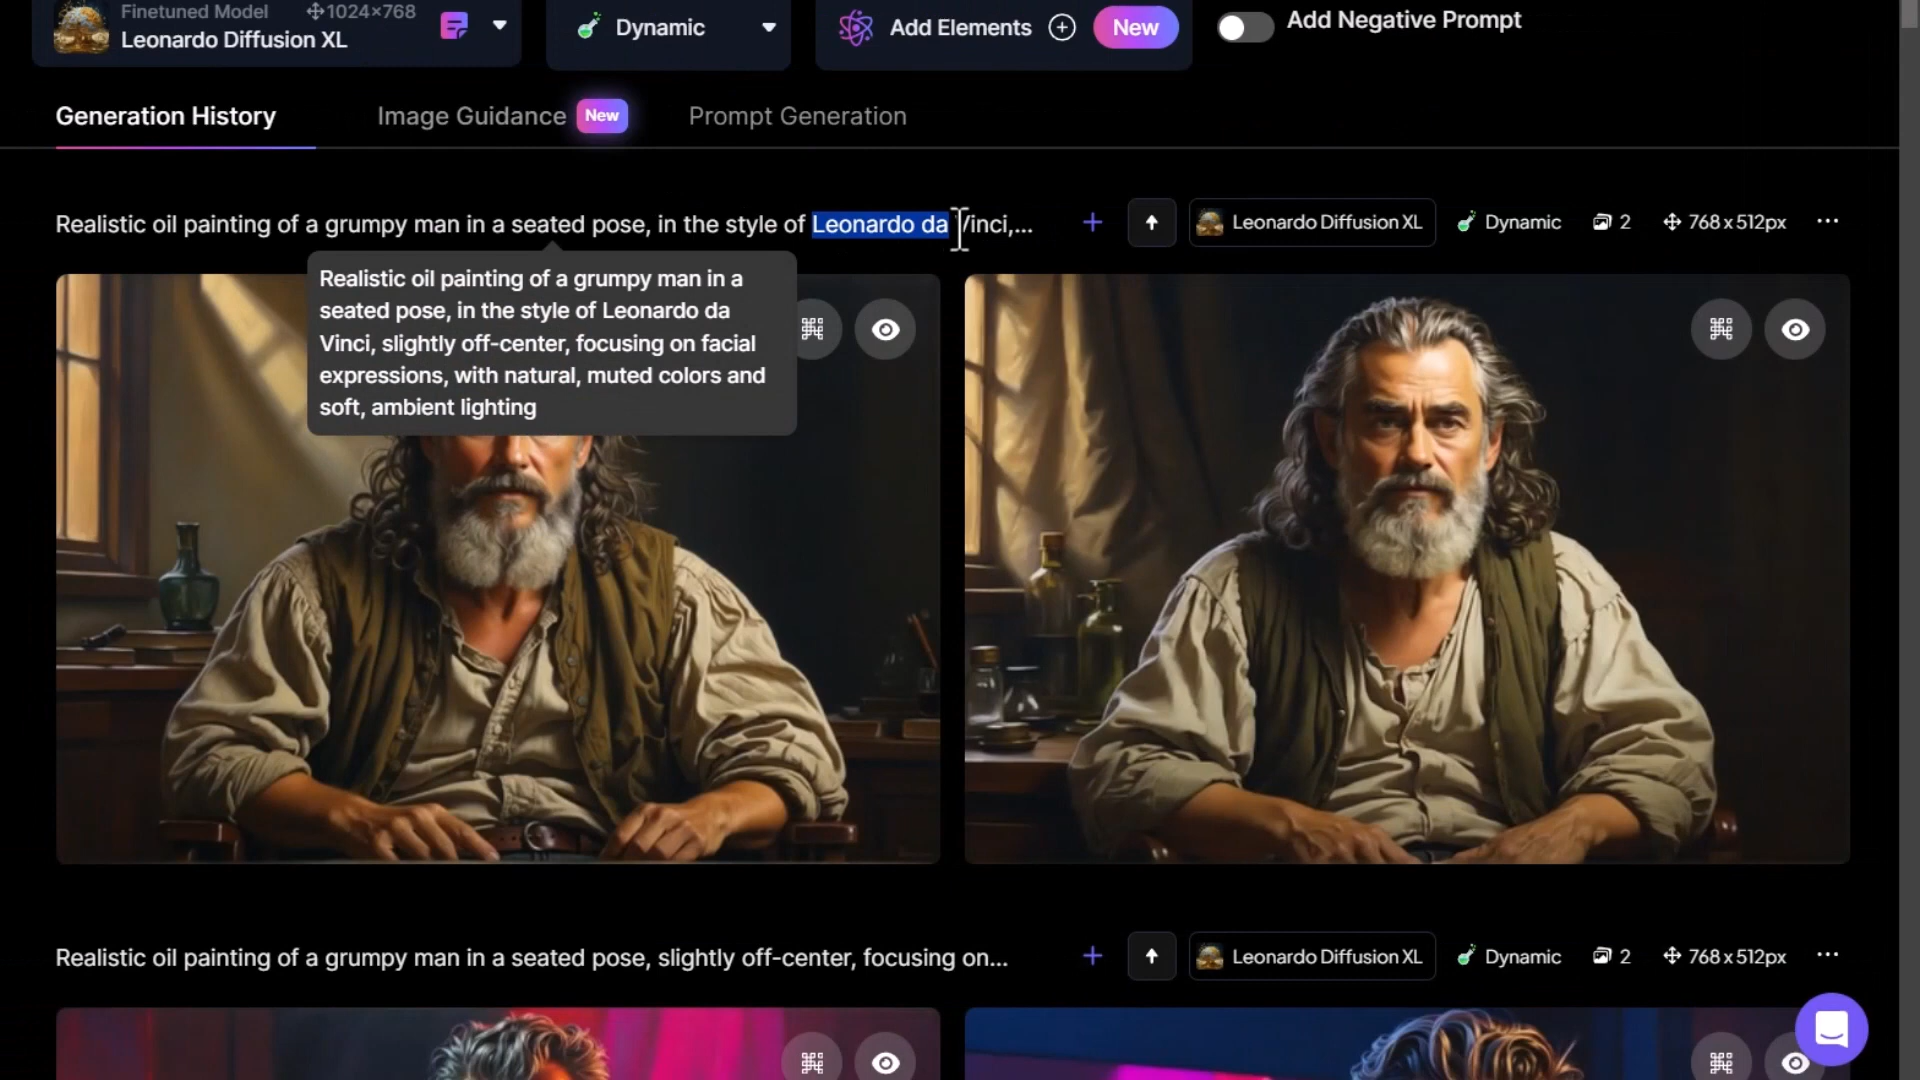 Finetuned Model
1024×768
Leonardo Diffusion XL
Dynamic
Add Elements
New
Add Negative Prompt
Generation History
Image Guidance
New
Prompt Generation
Realistic oil painting of a grumpy man in a seated pose, in the style of Leonardo da Vinci,...
Leonardo Diffusion XL
Dynamic
2
768 x 512px
Realistic oil painting of a grumpy man in a
seated pose, in the style of Leonardo da
Vinci, slightly off-center, focusing on facial
expressions, with natural, muted colors and
soft, ambient lighting
Realistic oil painting of a grumpy man in a seated pose, slightly off-center, focusing on...
Leonardo Diffusion XL
Dynamic
2
768 x 512px